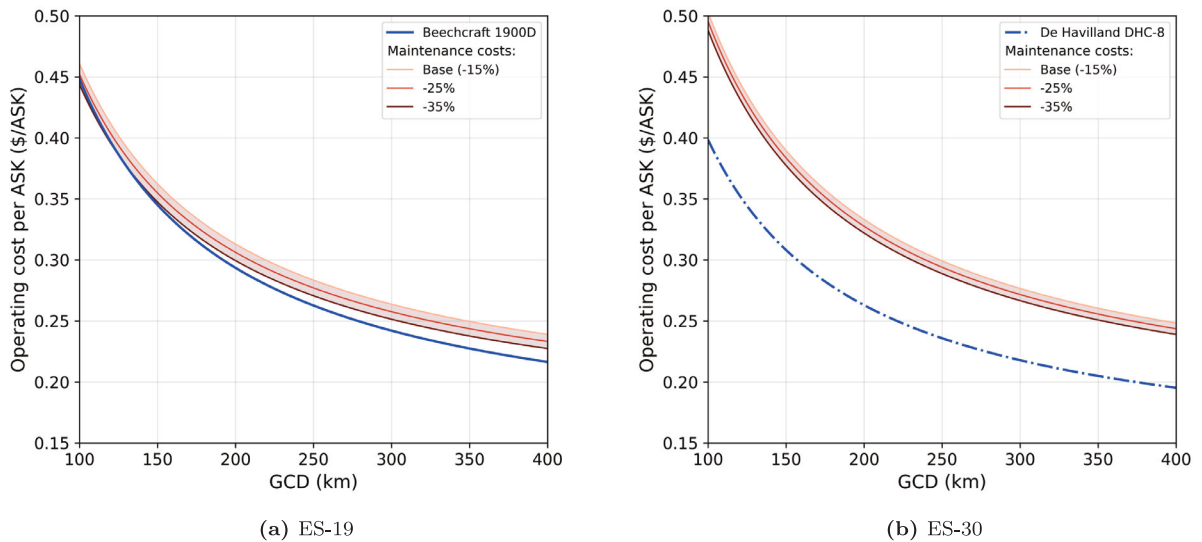 0.50
0.45
0.40
0.35
0.30
0.25
0.20
0.15
Operating cost per ASK ($/ASK)
100 150 200 250 300 350 400
GCD (km)
Beechcraft 1900D
Maintenance costs:
Base (-15%)
-25%
-35%
(a) ES-19
0.50
0.45
0.40
0.35
0.30
0.25
0.20
0.15
Operating cost per ASK ($/ASK)
100 150 200 250 300 350 400
GCD (km)
De Havilland DHC-8
Maintenance costs:
Base (-15%)
-25%
-35%
(b) ES-30